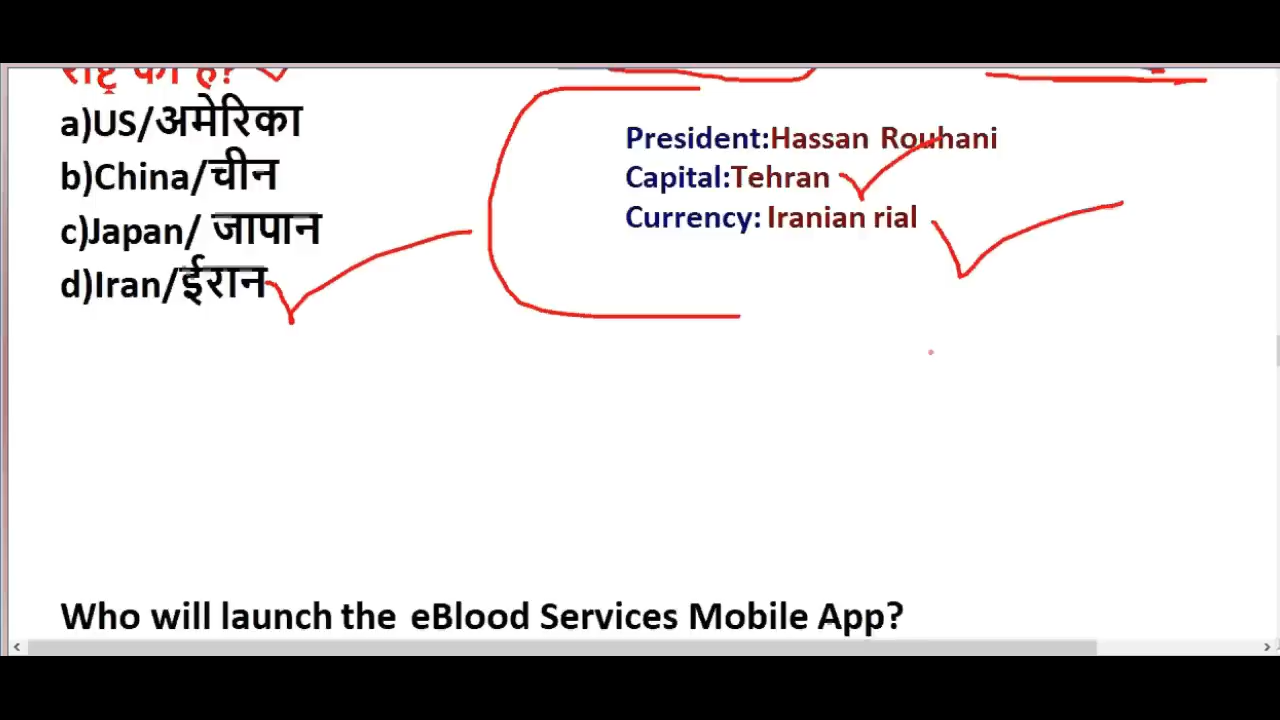 राष्ट्र का है?
a)US/अमेरिका
b)China/चीन
c)Japan/ जापान
d)Iran/ईरान
President:Hassan Rouhani
Capital:Tehran
Currency: Iranian rial
Who will launch the eBlood Services Mobile App?